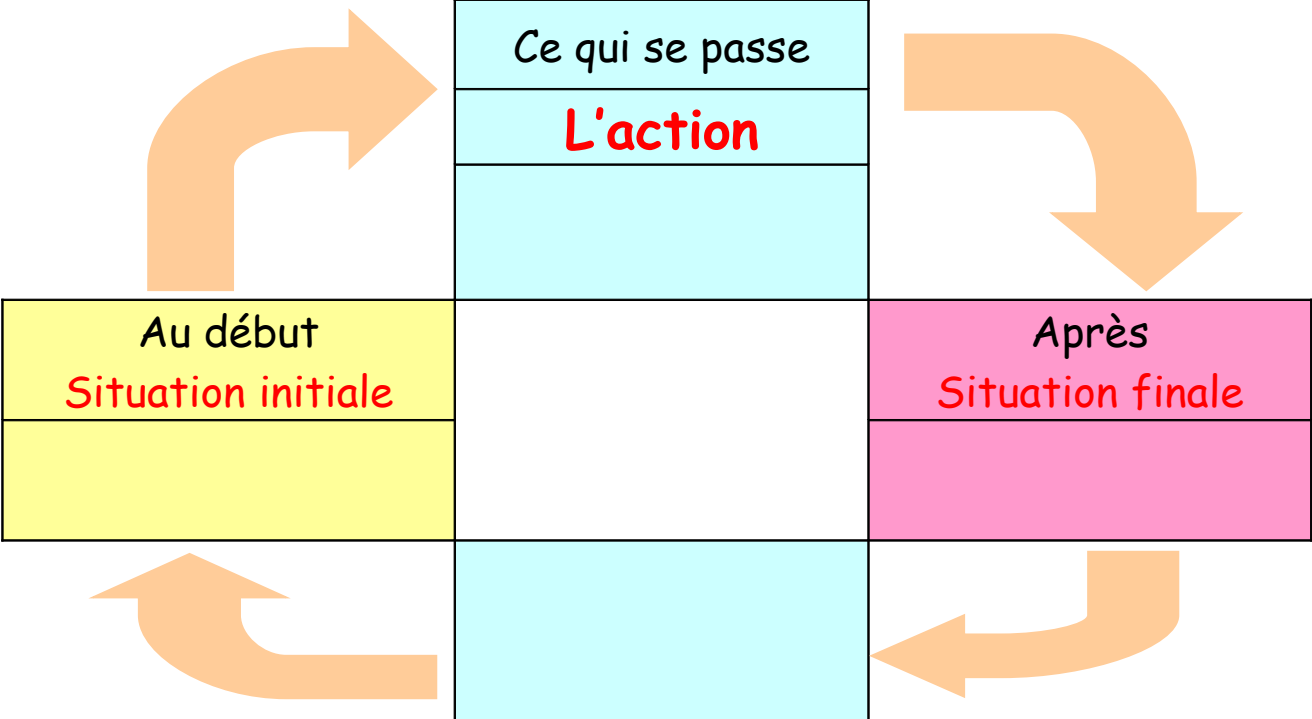 Ce qui se passe
L'action
Au début
Situation initiale
Après
Situation finale